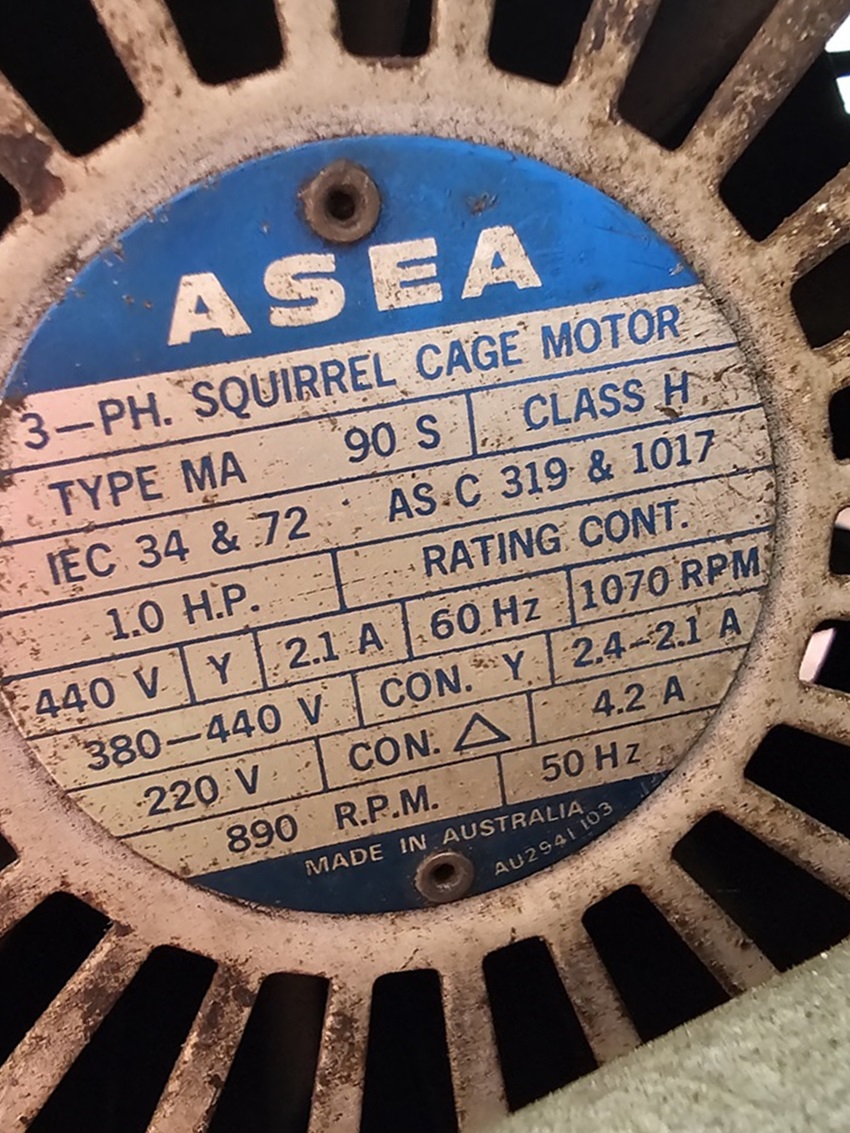 ASEA
3–PH. SQUIRREL CAGE MOTOR
TYPE MA 90 S CLASS H
IEC 34 & 72 AS C 319 & 1017
1.0 H.P. RATING CONT.
440 V Y 2.1 A 60 Hz 1070 RPM
380–440 V CON. Y 2.4–2.1 A
220 V CON. △ 4.2 A
890 R.P.M. 50 Hz
MADE IN AUSTRALIA
AU2941 103